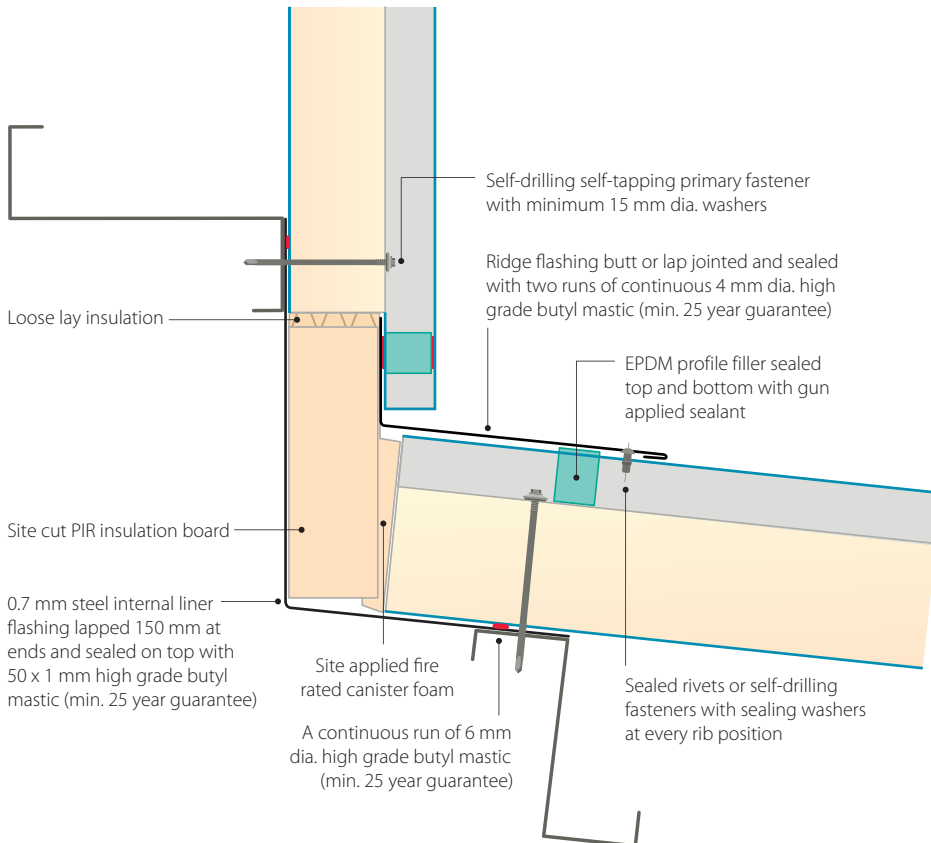 Self-drilling self-tapping primary fastener
with minimum 15 mm dia. washers
Ridge flashing butt or lap jointed and sealed
with two runs of continuous 4 mm dia. high
grade butyl mastic (min. 25 year guarantee)
Loose lay insulation
EPDM profile filler sealed
top and bottom with gun
applied sealant
Site cut PIR insulation board
0.7 mm steel internal liner
flashing lapped 150 mm at
ends and sealed on top with
50 x 1 mm high grade butyl
mastic (min. 25 year guarantee)
Site applied fire
rated canister foam
A continuous run of 6 mm
dia. high grade butyl mastic
(min. 25 year guarantee)
Sealed rivets or self-drilling
fasteners with sealing washers
at every rib position